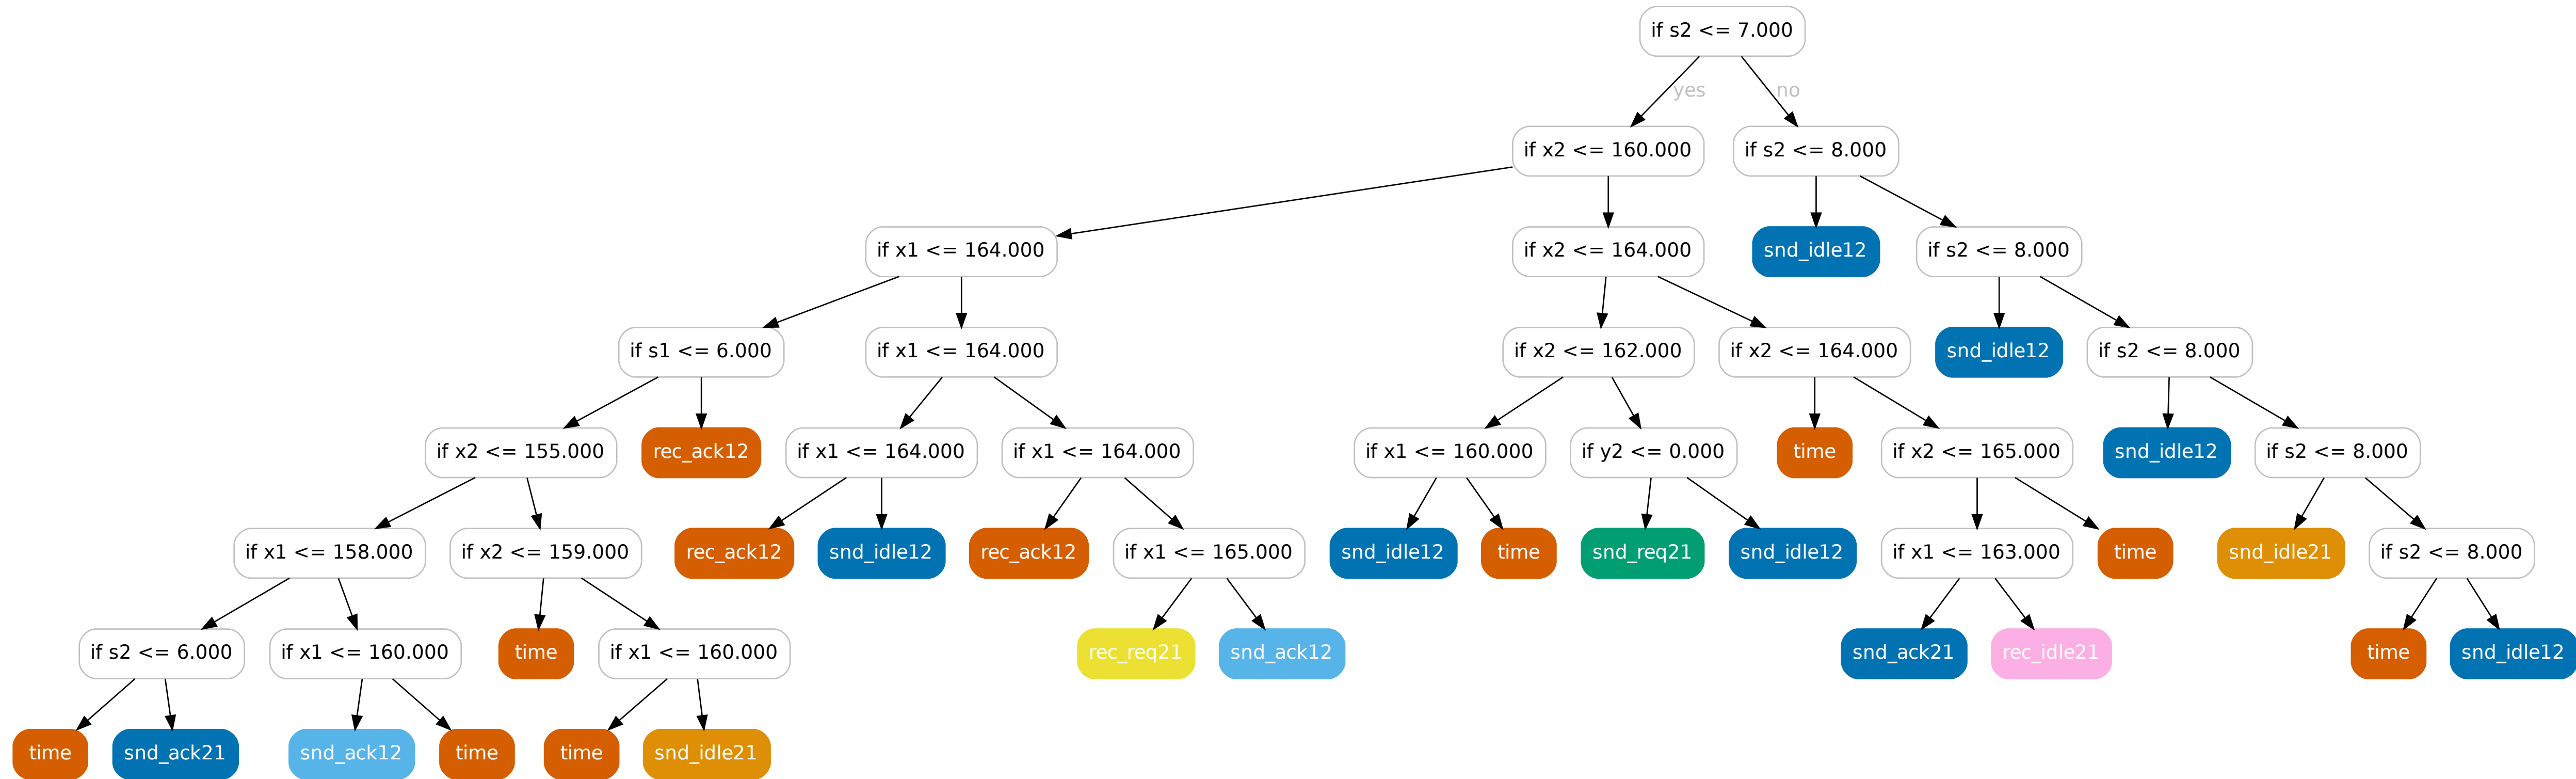 if s2 <= 7.000
yes
no
if x2 <= 160.000
if s2 <= 8.000
if x1 <= 164.000
if x2 <= 164.000
snd_idle12
if s2 <= 8.000
if s1 <= 6.000
if x1 <= 164.000
if x2 <= 162.000
if x2 <= 164.000
snd_idle12
if s2 <= 8.000
if x2 <= 155.000
rec_ack12
if x1 <= 164.000
if x1 <= 164.000
if x1 <= 160.000
if y2 <= 0.000
time
if x2 <= 165.000
snd_idle12
if s2 <= 8.000
if x1 <= 158.000
if x2 <= 159.000
rec_ack12
snd_idle12
rec_ack12
if x1 <= 165.000
snd_idle12
time
snd_req21
snd_idle12
if x1 <= 163.000
time
snd_idle21
if s2 <= 8.000
if s2 <= 6.000
if x1 <= 160.000
time
if x1 <= 160.000
rec_req21
snd_ack12
snd_ack21
rec_idle21
time
snd_idle12
time
snd_ack21
snd_ack12
time
time
snd_idle21